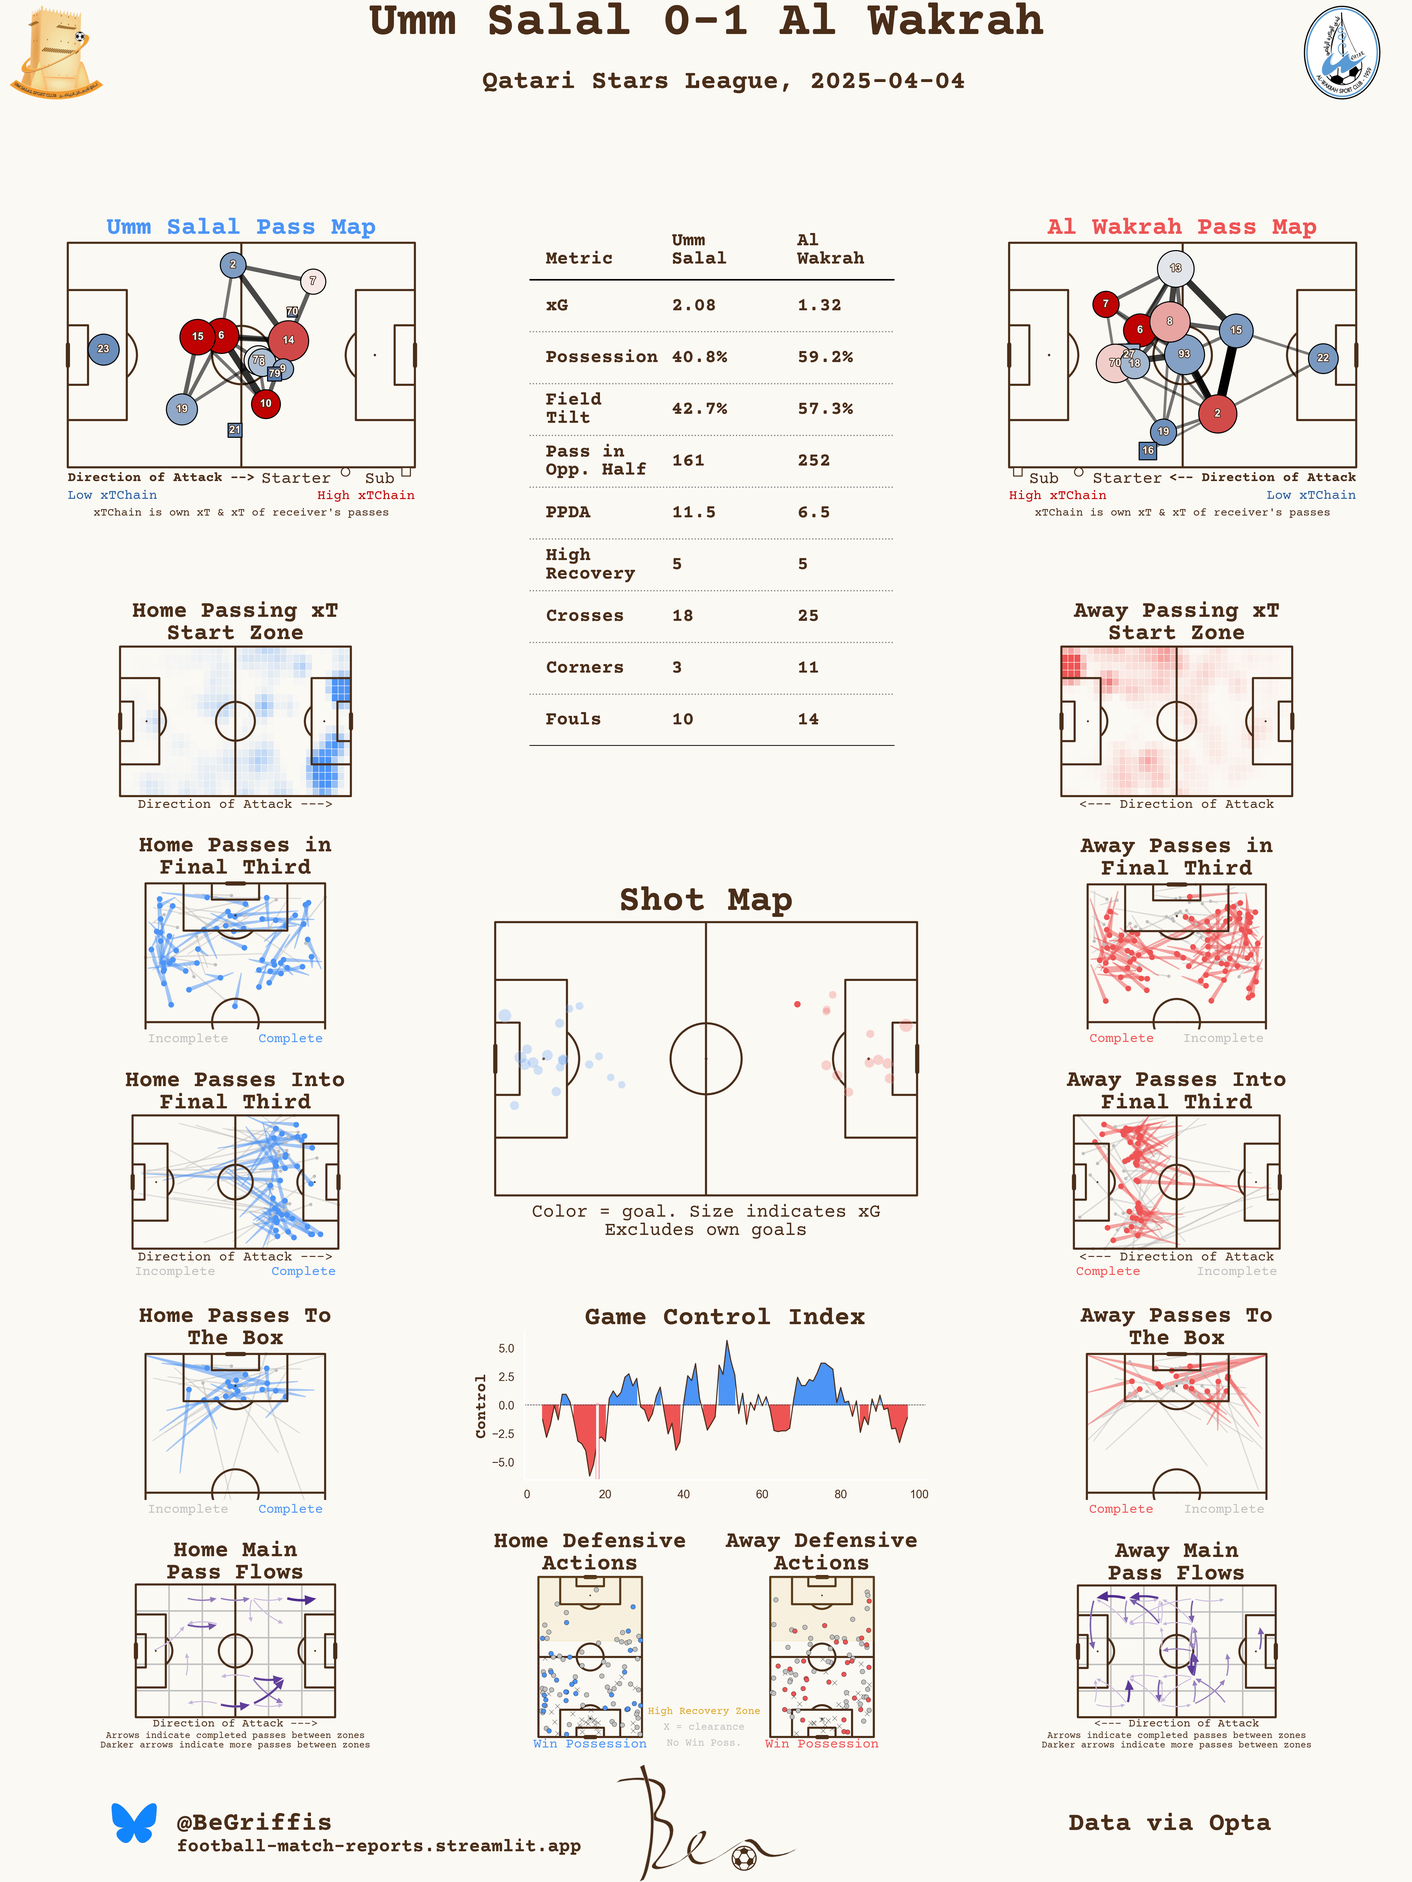 Umm Salal 0-1 Al Wakrah
Qatari Stars League, 2025-04-04
Umm Salal Pass Map
2
7
70
15
6
14
23
8
9
79
10
19
21
Direction of Attack --> Starter Sub
Low xTChain High xTChain
xTChain is own xT & xT of receiver's passes
Metric Umm Salal Al Wakrah
xG 2.08 1.32
Possession 40.8% 59.2%
Field Tilt 42.7% 57.3%
Pass in Opp. Half 161 252
PPDA 11.5 6.5
High Recovery 5 5
Crosses 18 25
Corners 3 11
Fouls 10 14
Al Wakrah Pass Map
13
7
6
8
15
70
27
18
93
22
2
19
16
Sub Starter <-- Direction of Attack
High xTChain Low xTChain
xTChain is own xT & xT of receiver's passes
Home Passing xT
Start Zone
Direction of Attack --->
Away Passing xT
Start Zone
<--- Direction of Attack
Home Passes in
Final Third
Incomplete Complete
Away Passes in
Final Third
Complete Incomplete
Shot Map
Color = goal. Size indicates xG
Excludes own goals
Home Passes Into
Final Third
Direction of Attack --->
Incomplete Complete
Away Passes Into
Final Third
<--- Direction of Attack
Complete Incomplete
Home Passes To
The Box
Incomplete Complete
Game Control Index
Control
5.0
2.5
0.0
−2.5
−5.0
0 20 40 60 80 100
Away Passes To
The Box
Complete Incomplete
Home Main
Pass Flows
Direction of Attack --->
Arrows indicate completed passes between zones
Darker arrows indicate more passes between zones
Home Defensive
Actions
Win Possession
High Recovery Zone
X = clearance
No Win Poss.
Away Defensive
Actions
Win Possession
Away Main
Pass Flows
<--- Direction of Attack
Arrows indicate completed passes between zones
Darker arrows indicate more passes between zones
@BeGriffis
football-match-reports.streamlit.app
Ben
Data via Opta